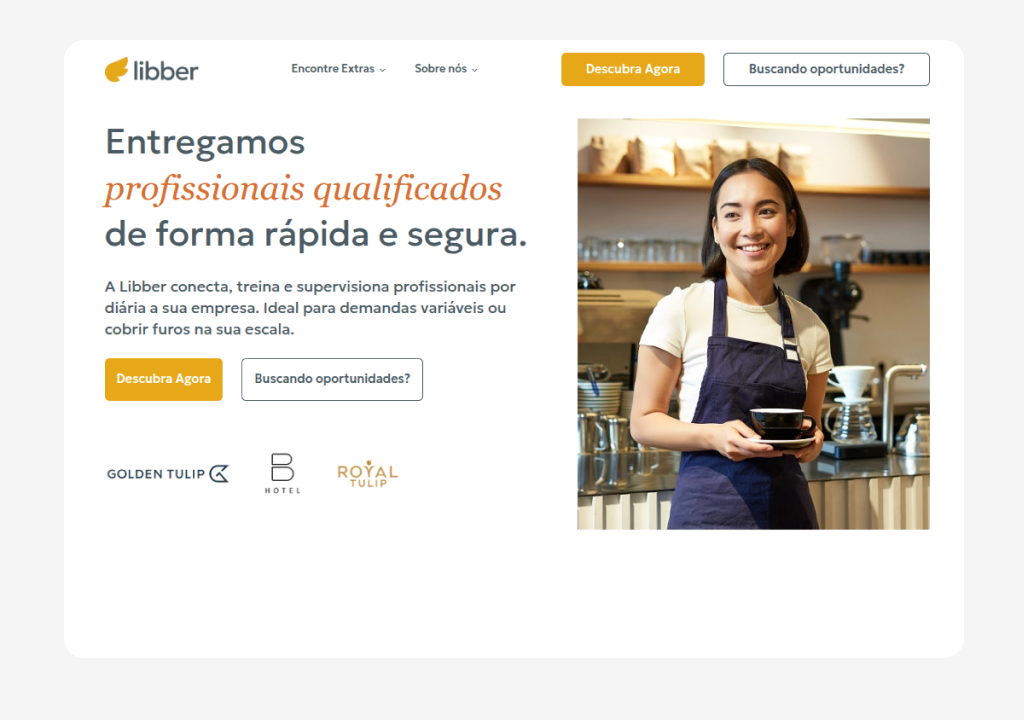 libber
Encontre Extras
Sobre nós
Descubra Agora
Buscando oportunidades?
Entregamos
profissionais qualificados
de forma rápida e segura.
A Libber conecta, treina e supervisiona profissionais por
diária a sua empresa. Ideal para demandas variáveis ou
cobrir furos na sua escala.
Descubra Agora
Buscando oportunidades?
GOLDEN TULIP
B
HOTEL
ROYAL
TULIP